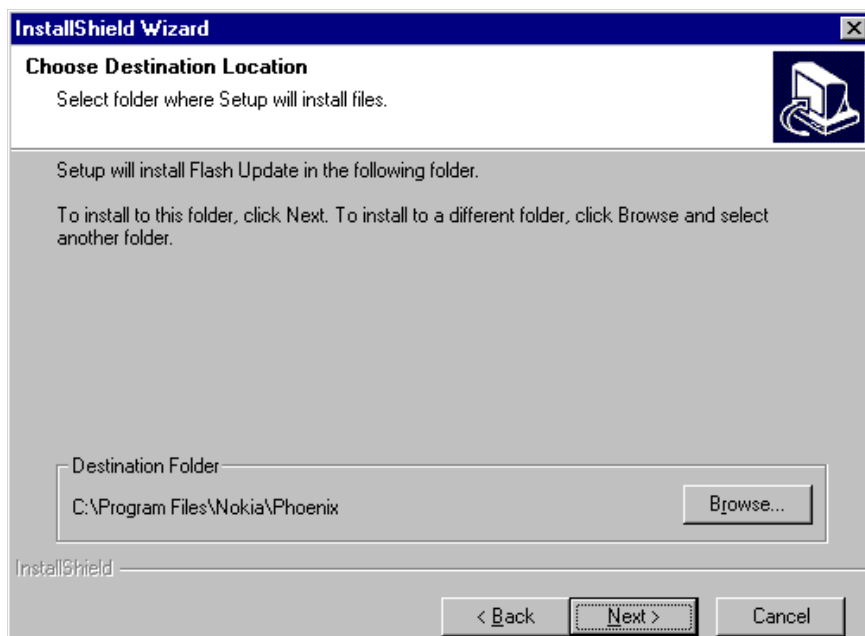 InstallShield Wizard
Choose Destination Location
Select folder where Setup will install files.
Setup will install Flash Update in the following folder.
To install to this folder, click Next. To install to a different folder, click Browse and select
another folder.
Destination Folder
C:\Program Files\Nokia\Phoenix
Browse...
InstallShield
< Back
Next >
Cancel